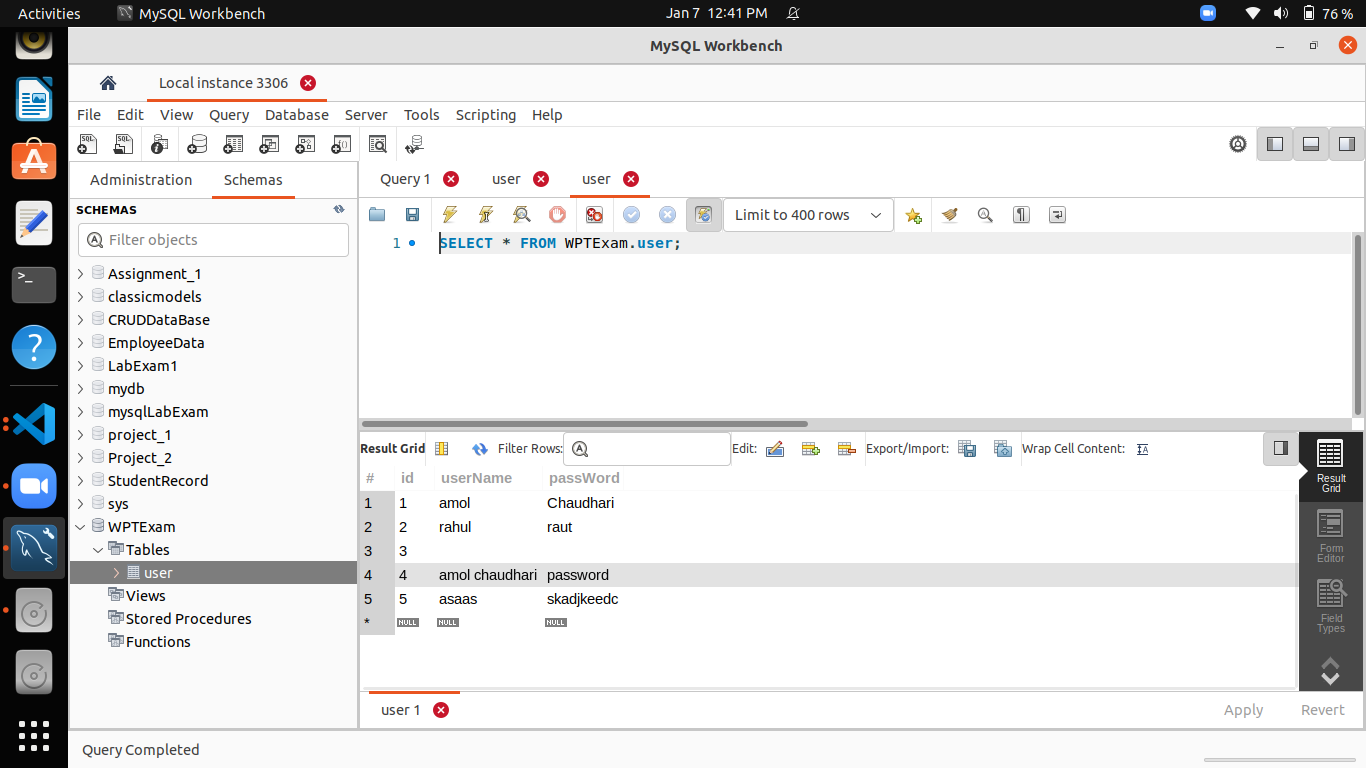 Activities MySQL Workbench Jan 7 12:41 PM 76 %
MySQL Workbench
Local instance 3306
File Edit View Query Database Server Tools Scripting Help
Administration Schemas
Query 1 user user
SCHEMAS
Limit to 400 rows
Filter objects
1 SELECT * FROM WPTExam.user;
Assignment_1
classicmodels
CRUDDataBase
EmployeeData
LabExam1
mydb
mysqlLabExam
project_1
Project_2
StudentRecord
sys
WPTExam
Tables
user
Views
Stored Procedures
Functions
Result Grid Filter Rows: Edit: Export/Import: Wrap Cell Content:
# id userName passWord
1 1 amol Chaudhari
2 2 rahul raut
3 3
4 4 amol chaudhari password
5 5 asaas skadjkeedc
* NULL NULL NULL
Result
Grid
Form
Editor
Field
Types
user 1 Apply Revert
Query Completed